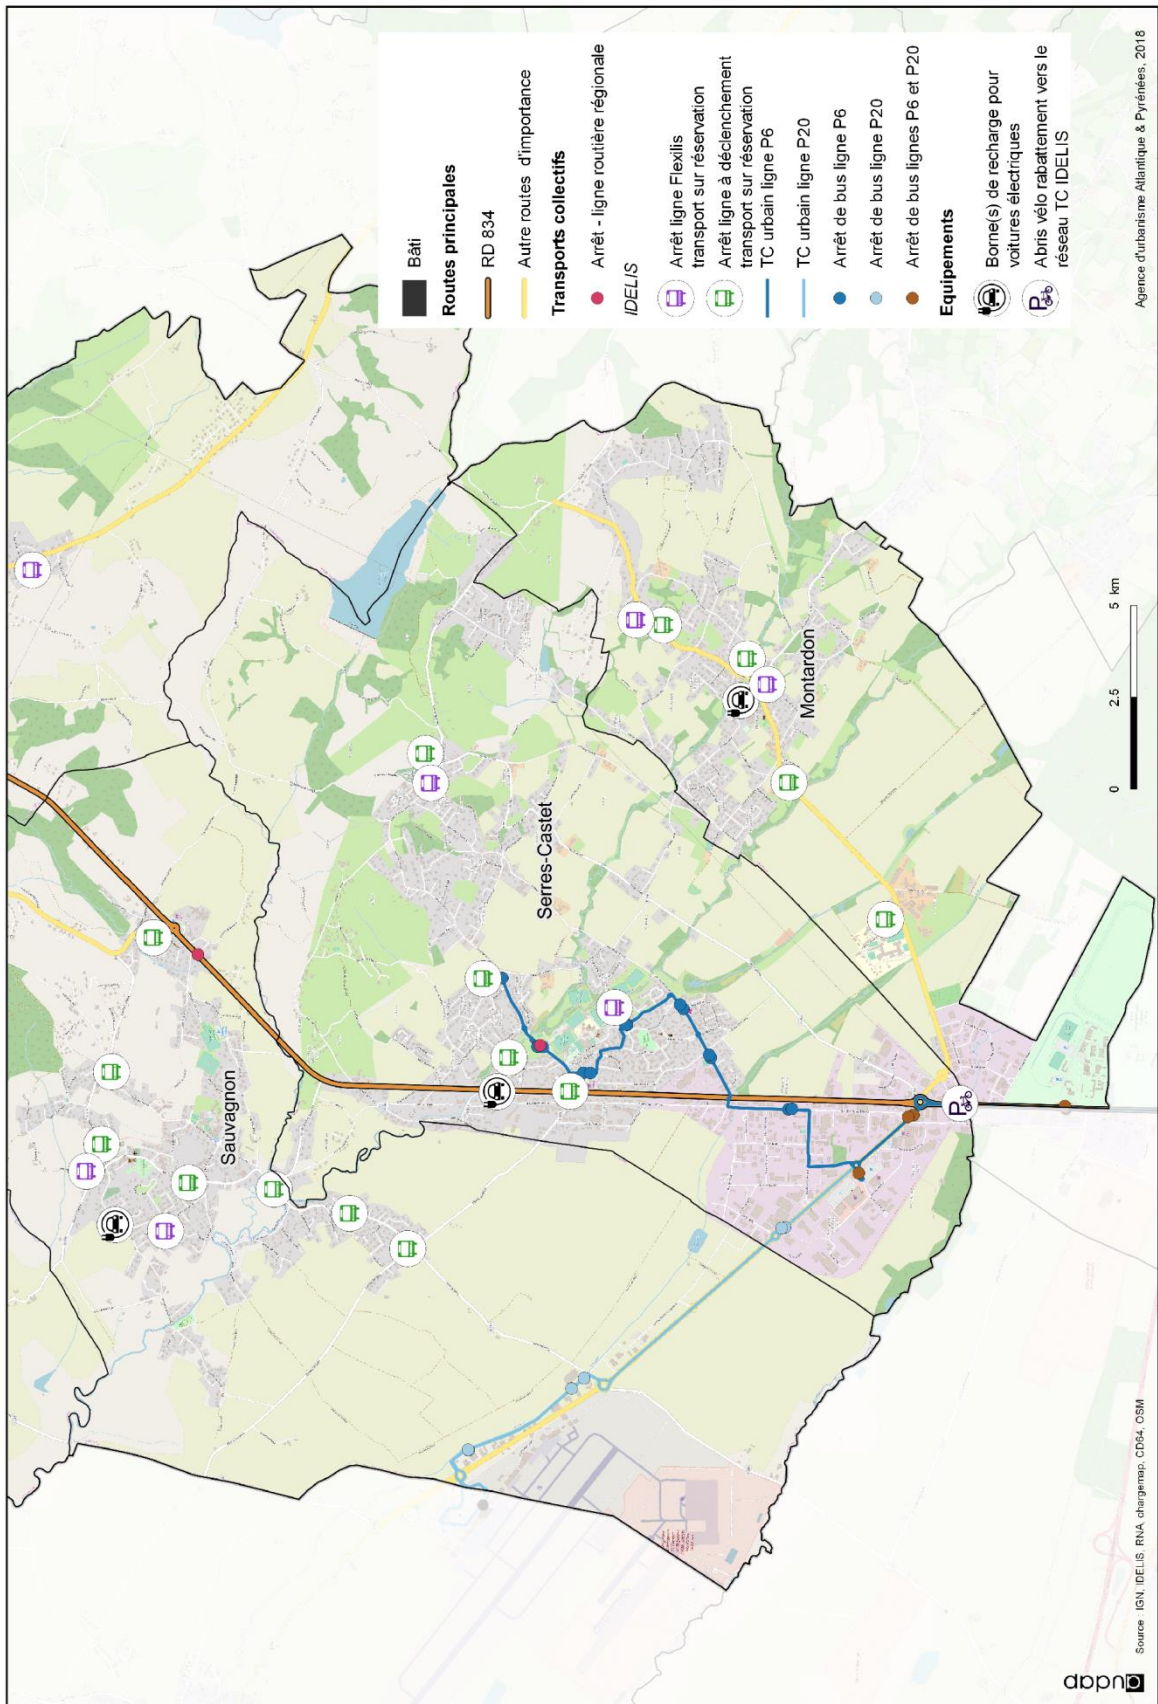 Sauvagnon
Serres-Castet
Montardon
Bâti
Routes principales
RD 834
Autre routes d'importance
Transports collectifs
Arrêt - ligne routière régionale
IDELIS
Arrêt ligne Flexilis
transport sur réservation
Arrêt ligne à déclenchement
transport sur réservation
TC urbain ligne P6
TC urbain ligne P20
Arrêt de bus ligne P6
Arrêt de bus ligne P20
Arrêt de bus lignes P6 et P20
Equipements
Borne(s) de recharge pour
voitures électriques
P
Abris vélo rabattement vers le
réseau TC IDELIS
P
0 2.5 5 km
audap
Source : IGN, IDELIS, RNA, chargemap, CD64, OSM
Agence d'urbanisme Atlantique & Pyrénées, 2018